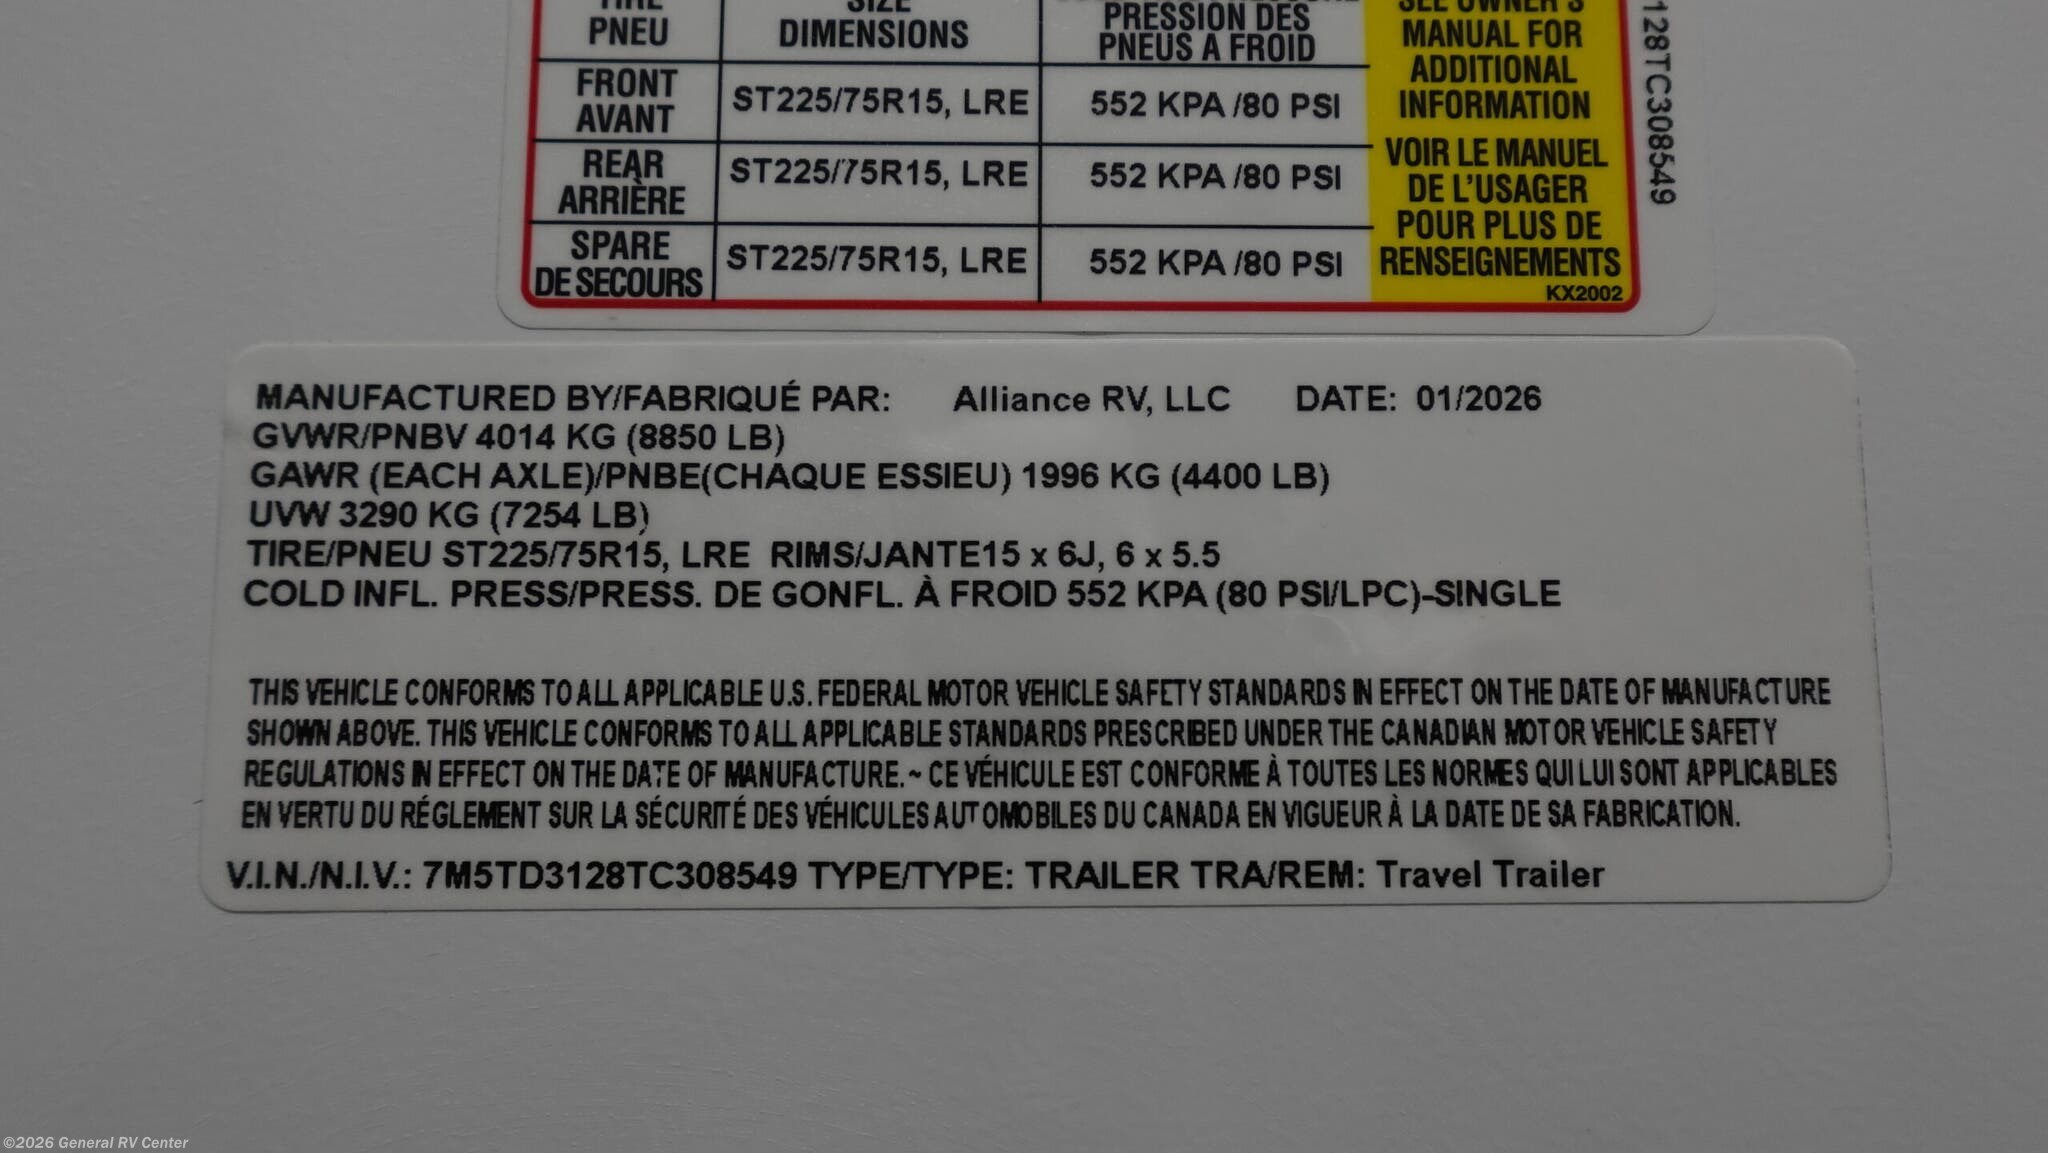 PNEU DIMENSIONS PRESSION DES PNEUS A FROID
FRONT AVANT ST225/75R15, LRE 552 KPA /80 PSI
REAR ARRIÈRE ST225/75R15, LRE 552 KPA /80 PSI
SPARE DE SECOURS ST225/75R15, LRE 552 KPA /80 PSI
SEE OWNER'S
MANUAL FOR
ADDITIONAL
INFORMATION
VOIR LE MANUEL
DE L'USAGER
POUR PLUS DE
RENSEIGNEMENTS
KX2002
128TC308549
MANUFACTURED BY/FABRIQUÉ PAR: Alliance RV, LLC DATE: 01/2026
GVWR/PNBV 4014 KG (8850 LB)
GAWR (EACH AXLE)/PNBE(CHAQUE ESSIEU) 1996 KG (4400 LB)
UVW 3290 KG (7254 LB)
TIRE/PNEU ST225/75R15, LRE RIMS/JANTE15 x 6J, 6 x 5.5
COLD INFL. PRESS/PRESS. DE GONFL. À FROID 552 KPA (80 PSI/LPC)-SINGLE
THIS VEHICLE CONFORMS TO ALL APPLICABLE U.S. FEDERAL MOTOR VEHICLE SAFETY STANDARDS IN EFFECT ON THE DATE OF MANUFACTURE
SHOWN ABOVE. THIS VEHICLE CONFORMS TO ALL APPLICABLE STANDARDS PRESCRIBED UNDER THE CANADIAN MOTOR VEHICLE SAFETY
REGULATIONS IN EFFECT ON THE DATE OF MANUFACTURE. ~ CE VÉHICULE EST CONFORME À TOUTES LES NORMES QUI LUI SONT APPLICABLES
EN VERTU DU RÉGLEMENT SUR LA SÉCURITÉ DES VÉHICULES AUTOMOBILES DU CANADA EN VIGUEUR À LA DATE DE SA FABRICATION.
V.I.N./N.I.V.: 7M5TD3128TC308549 TYPE/TYPE: TRAILER TRA/REM: Travel Trailer
©2026 General RV Center